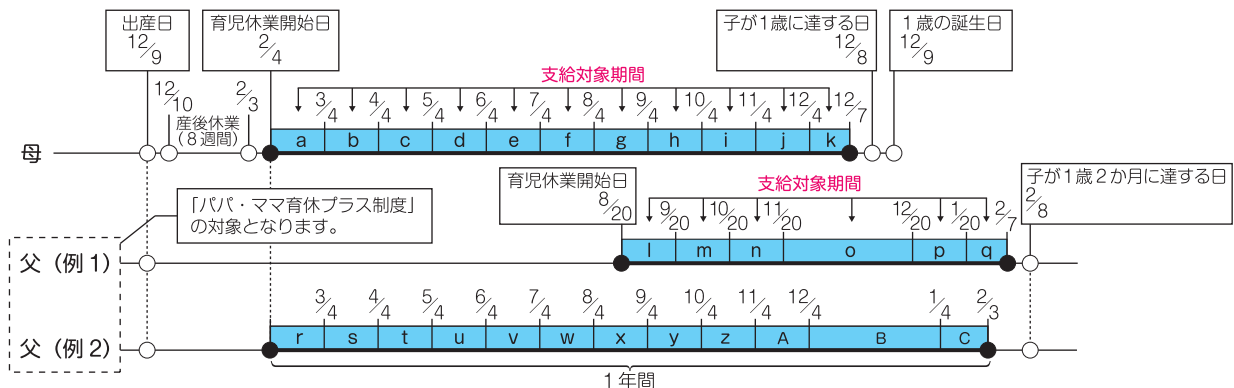 出産日
12/9
育児休業開始日
2/4
子が1歳に達する日
12/8
1歳の誕生日
12/9
支給対象期間
12/10
2/3
産後休業
(8週間)
3/4 4/4 5/4 6/4 7/4 8/4 9/4 10/4 11/4 12/4 12/7
母
a b c d e f g h i j k
「パパ・ママ育休プラス制度」
の対象となります。
育児休業開始日
8/20
支給対象期間
子が1歳2か月に達する日
2/8
9/20 10/20 11/20 12/20 1/20 2/7
父(例1)
l m n o p q
3/4 4/4 5/4 6/4 7/4 8/4 9/4 10/4 11/4 12/4 1/4 2/3
父(例2)
r s t u v w x y z A B C
1年間